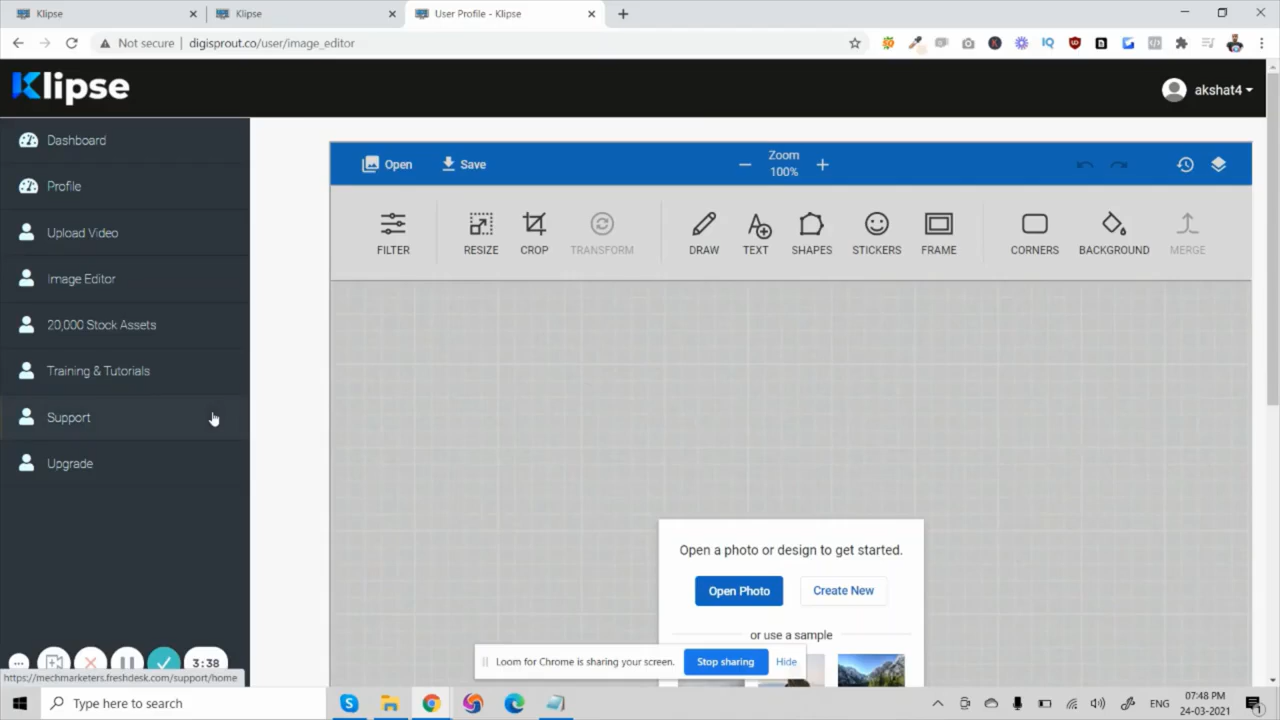 Klipse
Klipse
User Profile - Klipse
Not secure | digisprout.co/user/image_editor
Klipse
akshat4
Dashboard
Profile
Upload Video
Image Editor
20,000 Stock Assets
Training & Tutorials
Support
Upgrade
Open
Save
Zoom
100%
FILTER
RESIZE
CROP
TRANSFORM
DRAW
TEXT
SHAPES
STICKERS
FRAME
CORNERS
BACKGROUND
MERGE
Open a photo or design to get started.
Open Photo
Create New
or use a sample
Loom for Chrome is sharing your screen.
Stop sharing
Hide
3:38
https://mechmarketers.freshdesk.com/support/home
Type here to search
ENG
07:48 PM
24-03-2021